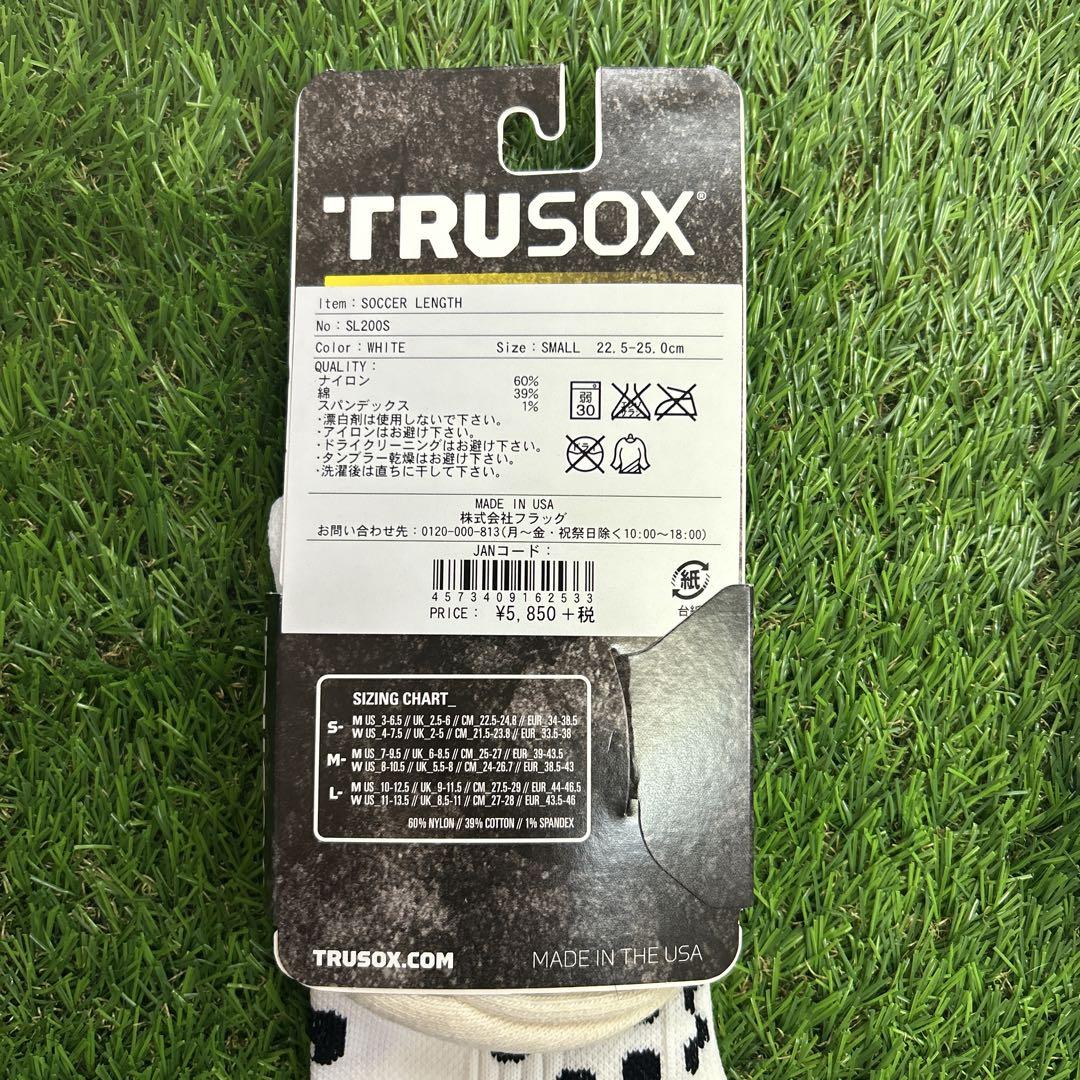 TRUSOX®
Item:SOCCER LENGTH
No:SL200S
Color:WHITE Size:SMALL 22.5-25.0cm
QUALITY:
ナイロン 60%
綿 39%
スパンデックス 1%
・漂白剤は使用しないで下さい。
・アイロンはお避け下さい。
・ドライクリーニングはお避け下さい。
・タンブラー乾燥はお避け下さい。
・洗濯後は直ちに干して下さい。
弱
30
MADE IN USA
株式会社フラッグ
お問い合わせ先:0120-000-813(月〜金・祝祭日除く10:00〜18:00)
JANコード:
4573409162533
PRICE: ¥5,850+税
紙
SIZING CHART_
S- M US_3-6.5 // UK_2.5-6 // CM_22.5-24.8 // EUR_34-38.5
W US_4-7.5 // UK_2-5 // CM_21.5-23.8 // EUR_33.5-38
M- M US_7-9.5 // UK_6-8.5 // CM_25-27 // EUR_39-43.5
W US_8-10.5 // UK_5.5-8 // CM_24-26.7 // EUR_38.5-43
L- M US_10-12.5 // UK_9-11.5 // CM_27.5-29 // EUR_44-46.5
W US_11-13.5 // UK_8.5-11 // CM_27-28 // EUR_43.5-46
60% NYLON // 39% COTTON // 1% SPANDEX
TRUSOX.COM MADE IN THE USA